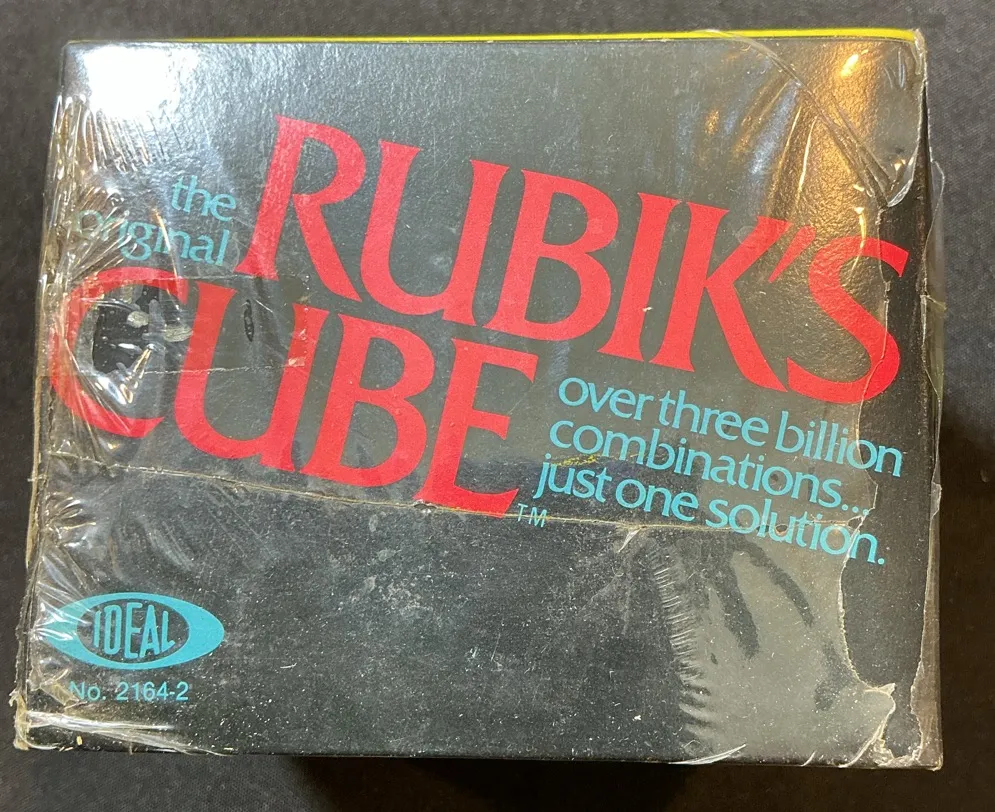 the
original
RUBIK'S
CUBE
TM
over three billion
combinations...
just one solution.
IDEAL
No. 2164-2